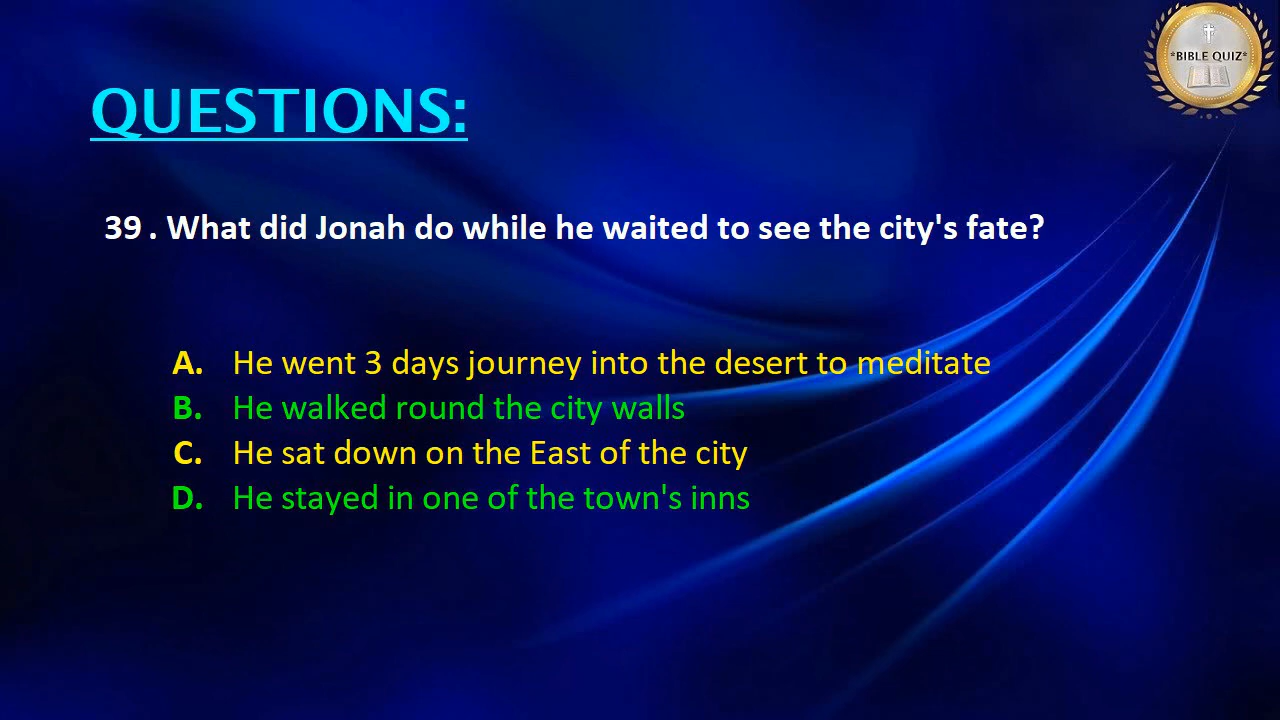 *BIBLE QUIZ*
QUESTIONS:
39 . What did Jonah do while he waited to see the city's fate?
A. He went 3 days journey into the desert to meditate
B. He walked round the city walls
C. He sat down on the East of the city
D. He stayed in one of the town's inns